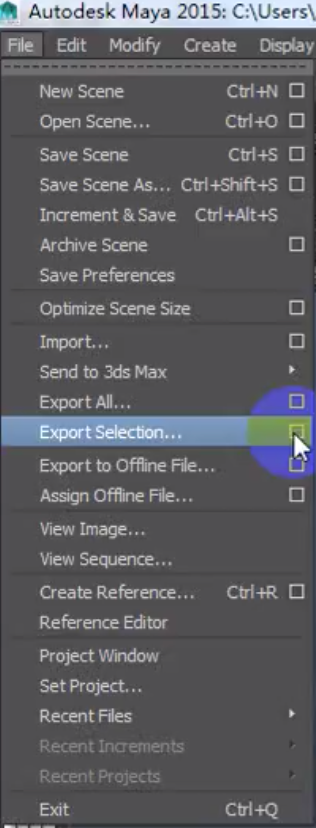 Autodesk Maya 2015: C:\Users\
File Edit Modify Create Display
New Scene Ctrl+N
Open Scene... Ctrl+O
Save Scene Ctrl+S
Save Scene As... Ctrl+Shift+S
Increment & Save Ctrl+Alt+S
Archive Scene
Save Preferences
Optimize Scene Size
Import...
Send to 3ds Max
Export All...
Export Selection...
Export to Offline File...
Assign Offline File...
View Image...
View Sequence...
Create Reference... Ctrl+R
Reference Editor
Project Window
Set Project...
Recent Files
Recent Increments
Recent Projects
Exit Ctrl+Q